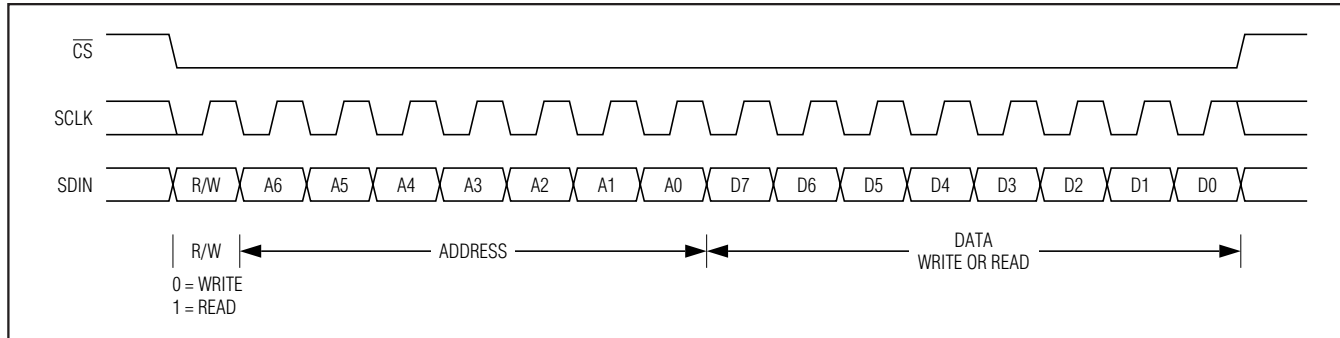 CS
SCLK
SDIN R/W A6 A5 A4 A3 A2 A1 A0 D7 D6 D5 D4 D3 D2 D1 D0
R/W ADDRESS DATA
WRITE OR READ
0 = WRITE
1 = READ